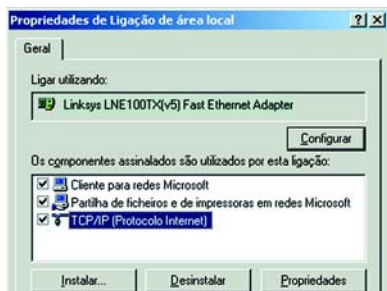 Propriedades de Ligação de área local
Geral
Ligar utilizando:
Linksys LNE100TX(v5) Fast Ethernet Adapter
Configurar
Os componentes assinalados são utilizados por esta ligação:
Cliente para redes Microsoft
Partilha de ficheiros e de impressoras em redes Microsoft
TCP/IP (Protocolo Internet)
Instalar... Desinstalar Propriedades